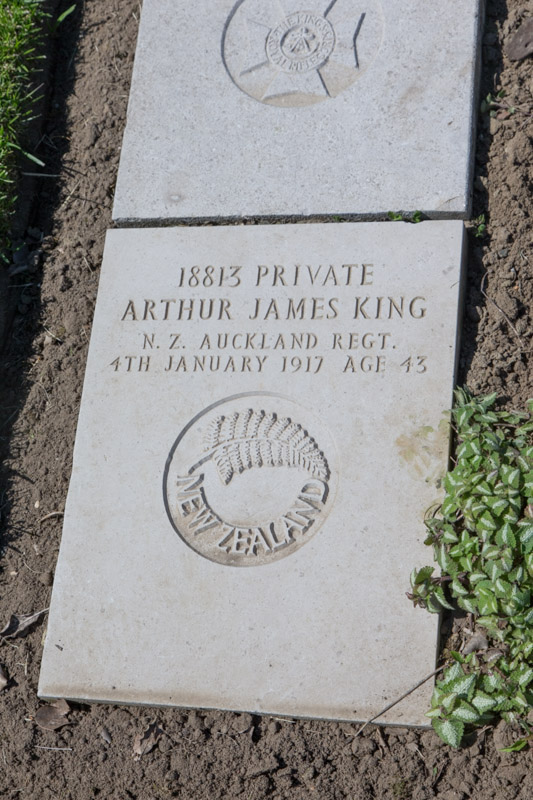 18813 PRIVATE
ARTHUR JAMES KING
N. Z. AUCKLAND REGT.
4TH JANUARY 1917 AGE 43
NEW ZEALAND